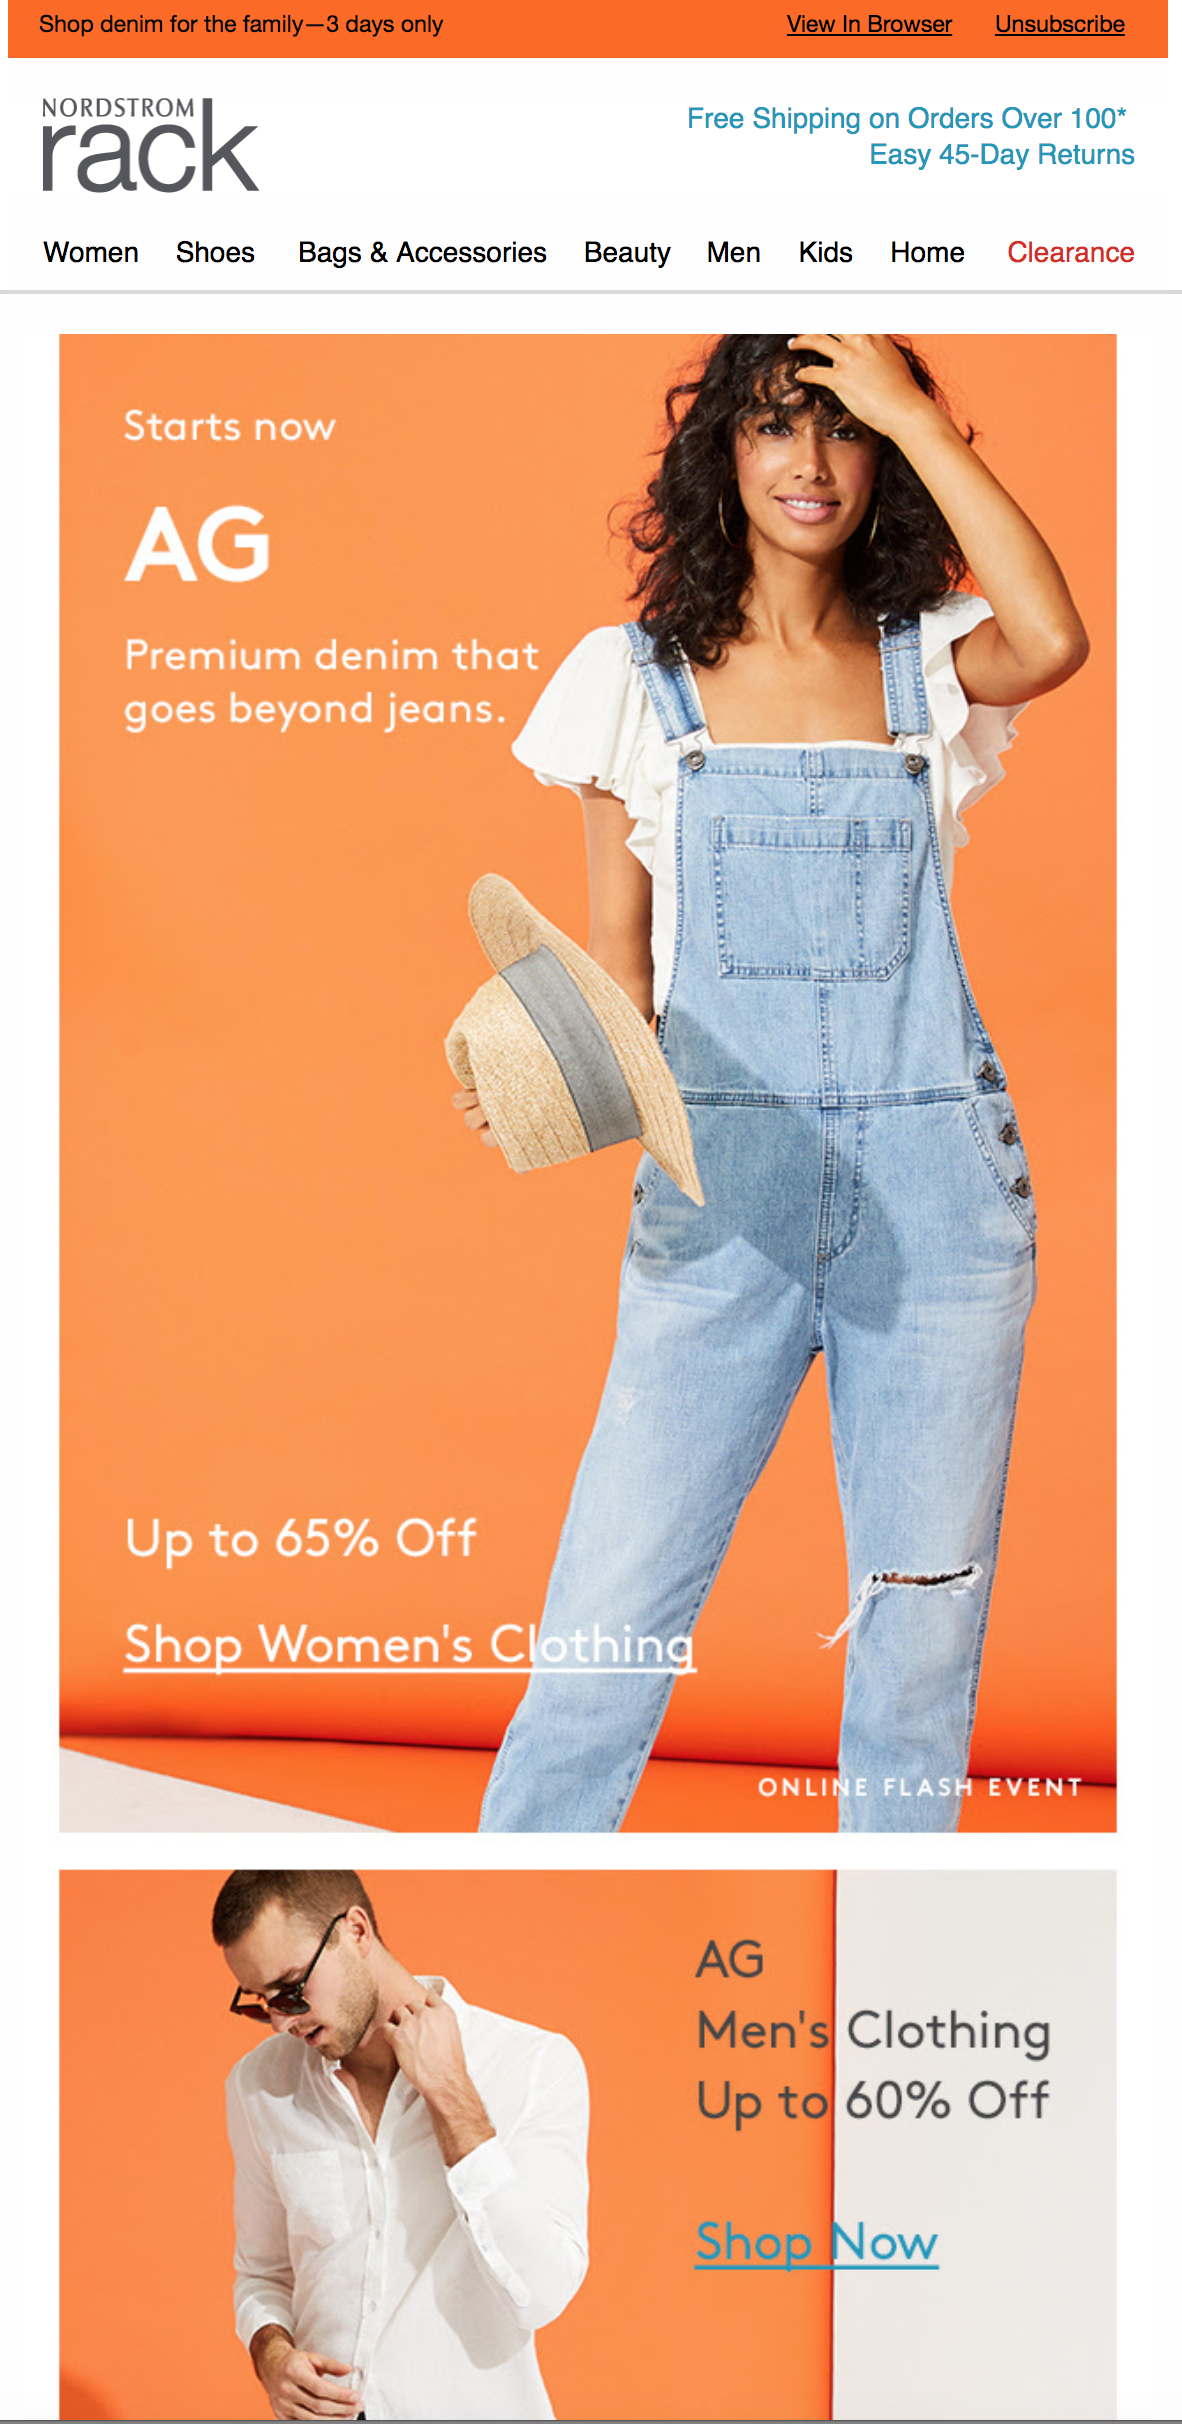 Shop denim for the family—3 days only
View In Browser
Unsubscribe
NORDSTROM
rack
Free Shipping on Orders Over 100*
Easy 45-Day Returns
Women Shoes Bags & Accessories Beauty Men Kids Home Clearance
Starts now
AG
Premium denim that
goes beyond jeans.
Up to 65% Off
Shop Women's Clothing
ONLINE FLASH EVENT
AG
Men's Clothing
Up to 60% Off
Shop Now